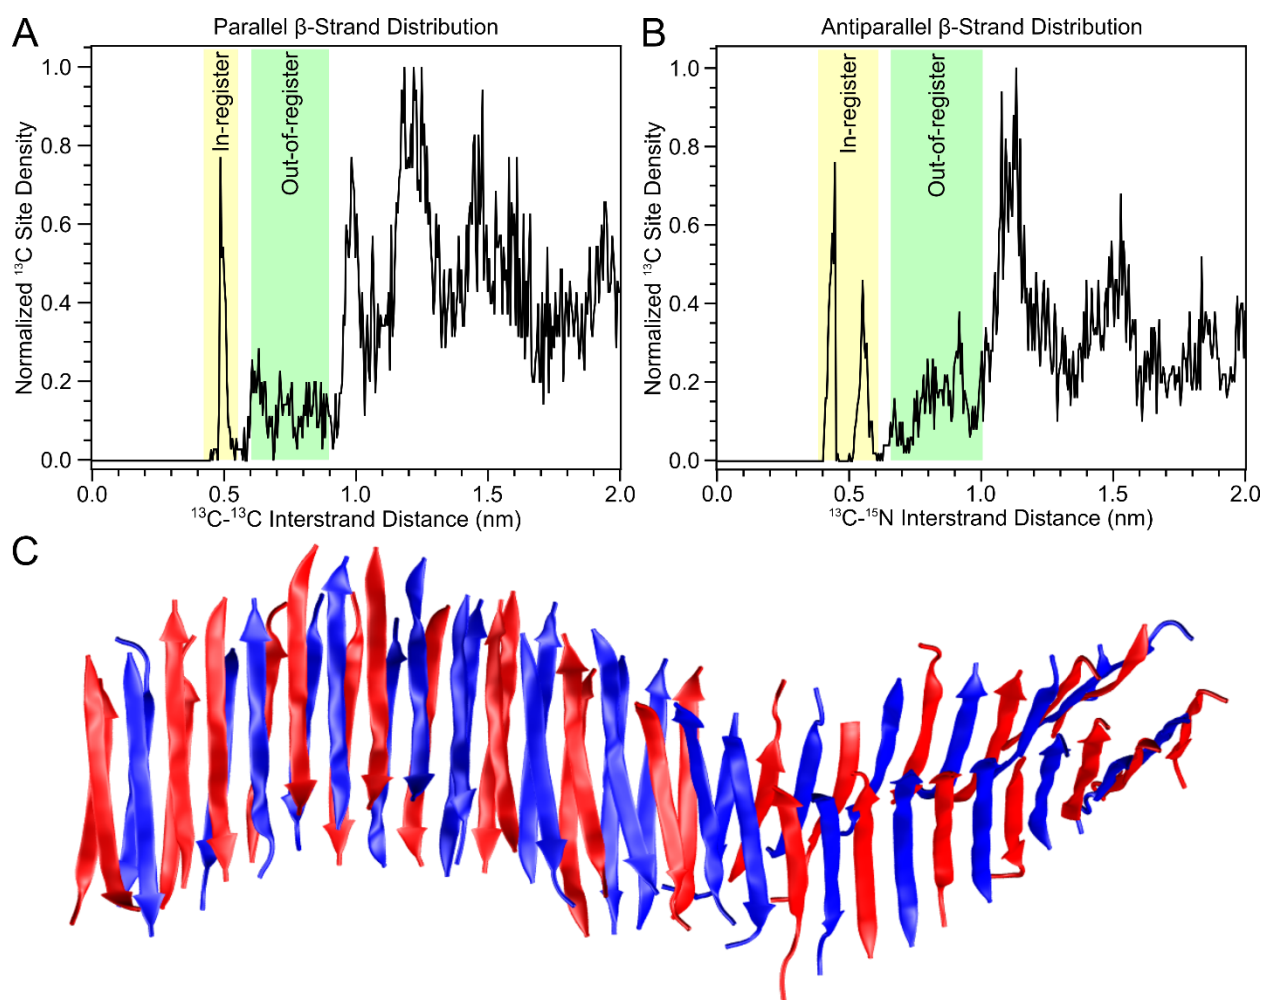 A
Parallel β-Strand Distribution
1.0
0.8
0.6
0.4
0.2
0.0
Normalized ¹³C Site Density
In-register
Out-of-register
0.0 0.5 1.0 1.5 2.0
¹³C-¹³C Interstrand Distance (nm)
B
Antiparallel β-Strand Distribution
1.0
0.8
0.6
0.4
0.2
0.0
Normalized ¹³C Site Density
In-register
Out-of-register
0.0 0.5 1.0 1.5 2.0
¹³C-¹⁵N Interstrand Distance (nm)
C